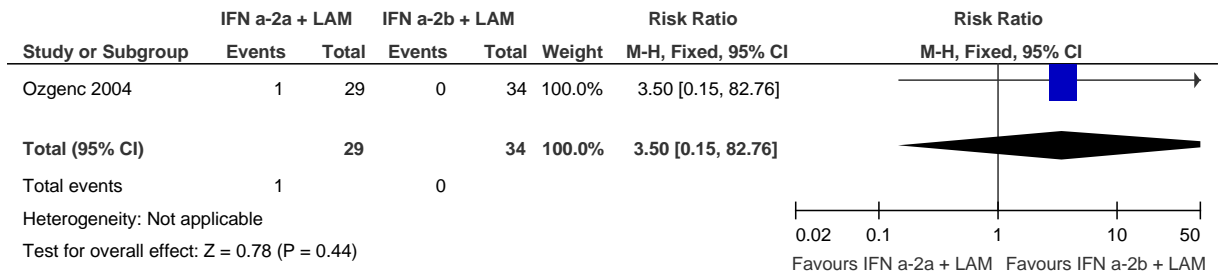 IFN a-2a + LAM IFN a-2b + LAM Risk Ratio Risk Ratio
Study or Subgroup Events Total Events Total Weight M-H, Fixed, 95% CI M-H, Fixed, 95% CI
Ozgenc 2004 1 29 0 34 100.0% 3.50 [0.15, 82.76]
Total (95% CI) 29 34 100.0% 3.50 [0.15, 82.76]
Total events 1 0
Heterogeneity: Not applicable
Test for overall effect: Z = 0.78 (P = 0.44)
0.02 0.1 1 10 50
Favours IFN a-2a + LAM Favours IFN a-2b + LAM